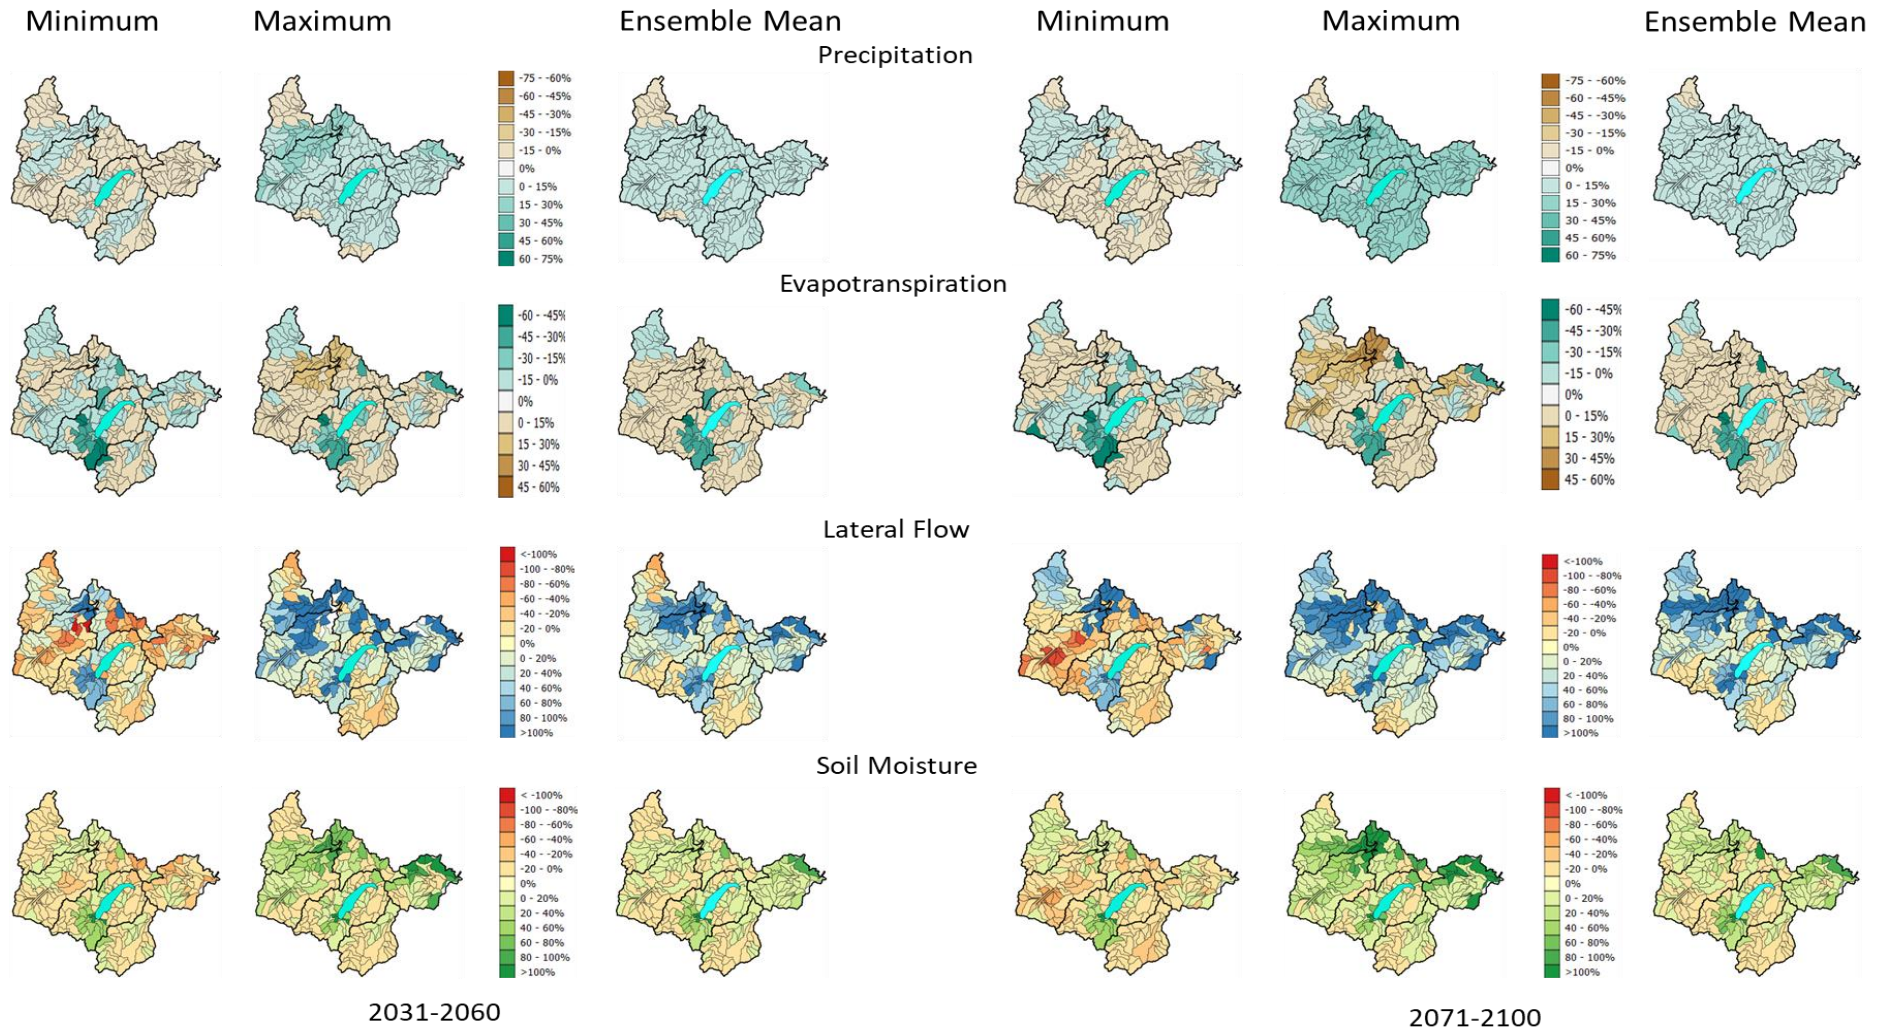 Minimum Maximum Ensemble Mean Minimum Maximum Ensemble Mean
Precipitation
-75 - -60%
-60 - -45%
-45 - -30%
-30 - -15%
-15 - 0%
0%
0 - 15%
15 - 30%
30 - 45%
45 - 60%
60 - 75%
-75 - -60%
-60 - -45%
-45 - -30%
-30 - -15%
-15 - 0%
0%
0 - 15%
15 - 30%
30 - 45%
45 - 60%
60 - 75%
Evapotranspiration
-60 - -45%
-45 - -30%
-30 - -15%
-15 - 0%
0%
0 - 15%
15 - 30%
30 - 45%
45 - 60%
-60 - -45%
-45 - -30%
-30 - -15%
-15 - 0%
0%
0 - 15%
15 - 30%
30 - 45%
45 - 60%
Lateral Flow
<-100%
-100 - -80%
-80 - -60%
-60 - -40%
-40 - -20%
-20 - 0%
0%
0 - 20%
20 - 40%
40 - 60%
60 - 80%
80 - 100%
>100%
<-100%
-100 - -80%
-80 - -60%
-60 - -40%
-40 - -20%
-20 - 0%
0%
0 - 20%
20 - 40%
40 - 60%
60 - 80%
80 - 100%
>100%
Soil Moisture
< -100%
-100 - -80%
-80 - -60%
-60 - -40%
-40 - -20%
-20 - 0%
0%
0 - 20%
20 - 40%
40 - 60%
60 - 80%
80 - 100%
>100%
< -100%
-100 - -80%
-80 - -60%
-60 - -40%
-40 - -20%
-20 - 0%
0%
0 - 20%
20 - 40%
40 - 60%
60 - 80%
80 - 100%
>100%
2031-2060
2071-2100